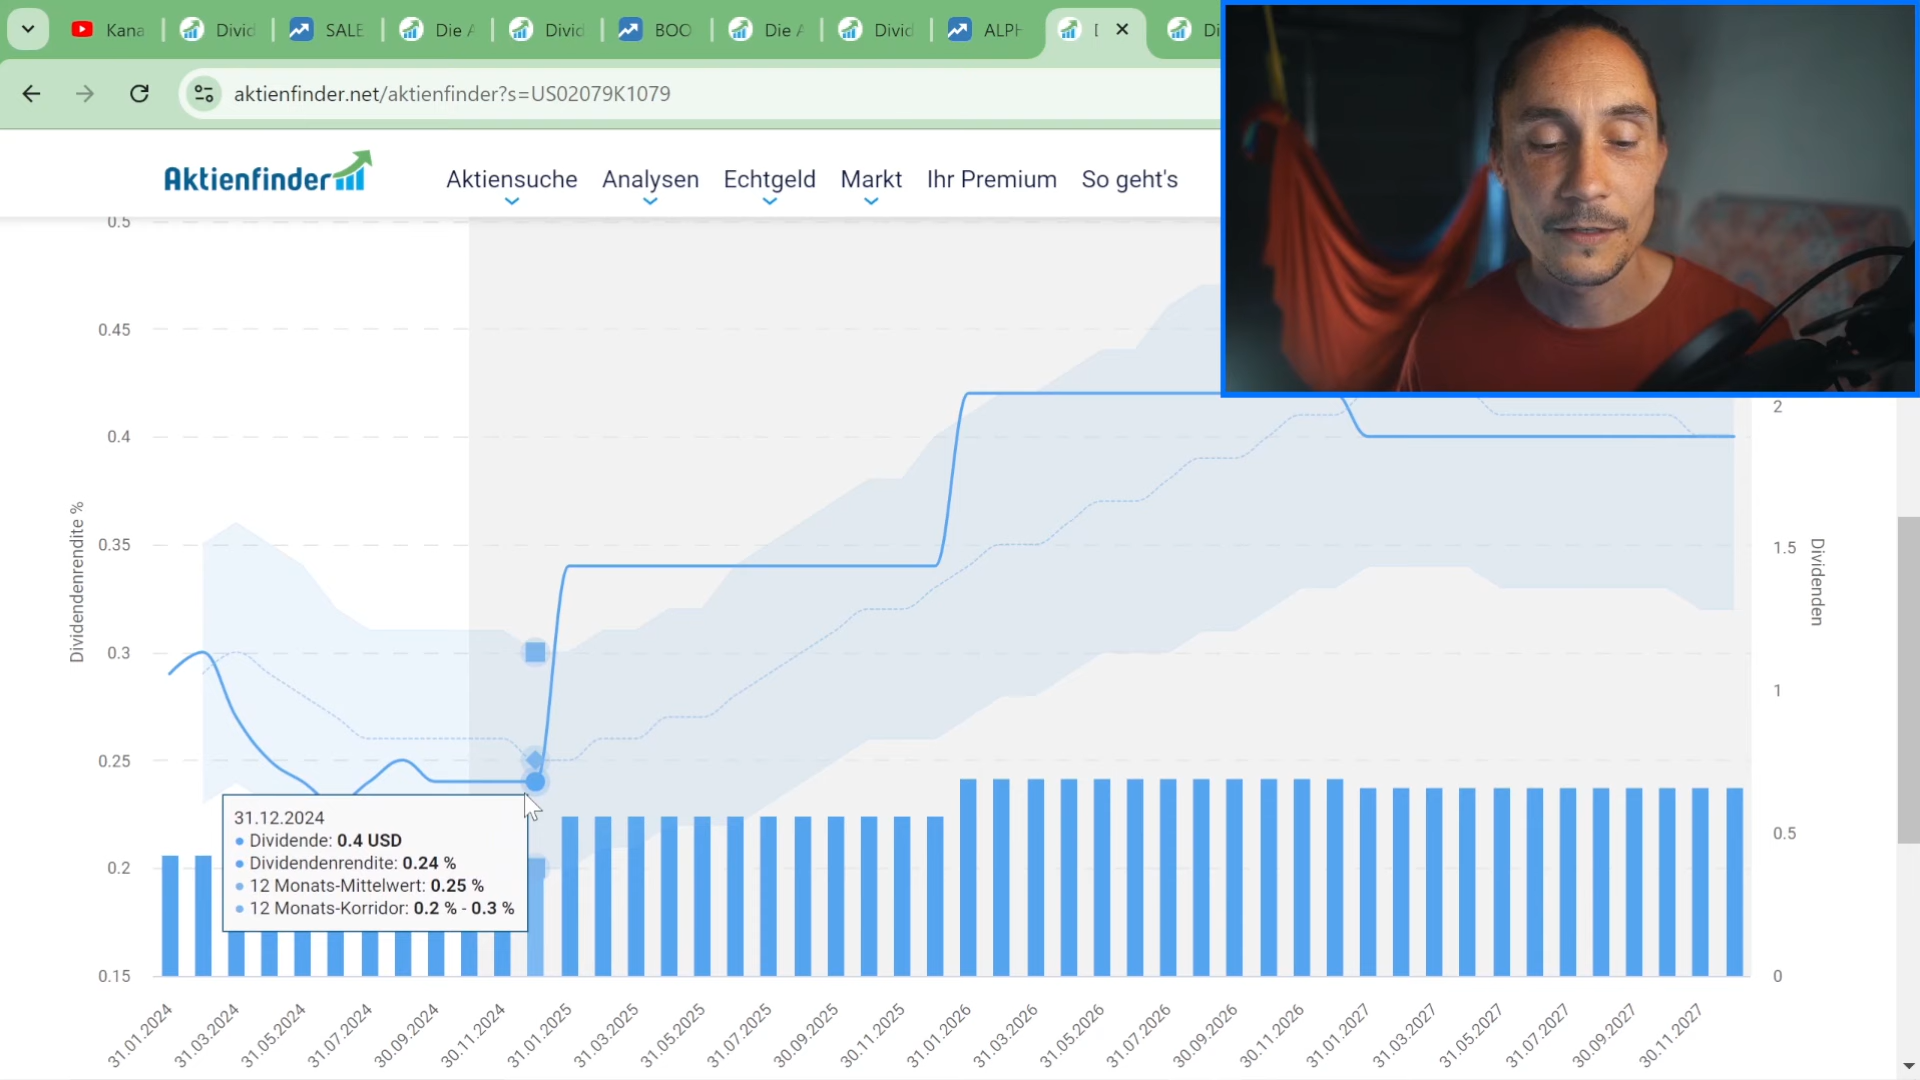 Kana
Divid
SALE
Die A
Divid
BOO
Die A
Divid
ALPH
D
Di
aktienfinder.net/aktienfinder?s=US02079K1079
Aktienfinder
Aktiensuche
Analysen
Echtgeld
Markt
Ihr Premium
So geht's
0.5
0.45
0.4
0.35
0.3
0.25
0.2
0.15
Dividendenrendite %
2
1.5
1
0.5
0
Dividenden
31.12.2024
Dividende: 0.4 USD
Dividendenrendite: 0.24 %
12 Monats-Mittelwert: 0.25 %
12 Monats-Korridor: 0.2 % - 0.3 %
31.01.2024
31.03.2024
31.05.2024
31.07.2024
30.09.2024
30.11.2024
31.01.2025
31.03.2025
31.05.2025
31.07.2025
30.09.2025
30.11.2025
31.01.2026
31.03.2026
31.05.2026
31.07.2026
30.09.2026
30.11.2026
31.01.2027
31.03.2027
31.05.2027
31.07.2027
30.09.2027
30.11.2027